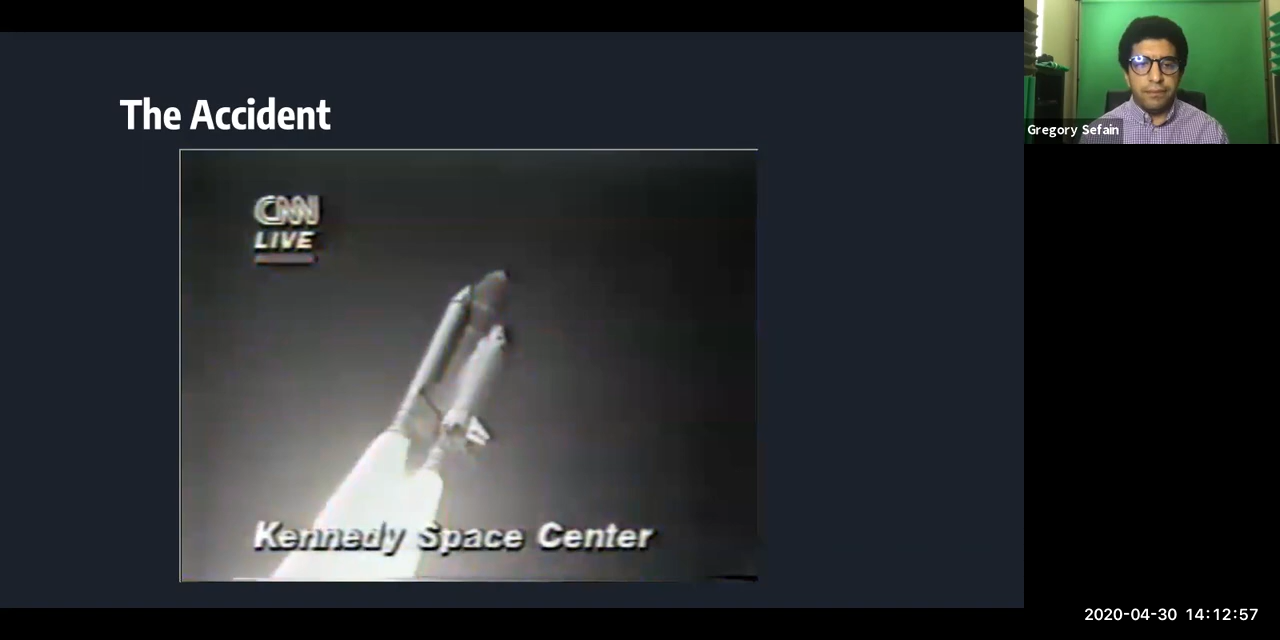 The Accident
CNN
LIVE
Kennedy Space Center
Gregory Sefain
2020-04-30 14:12:57